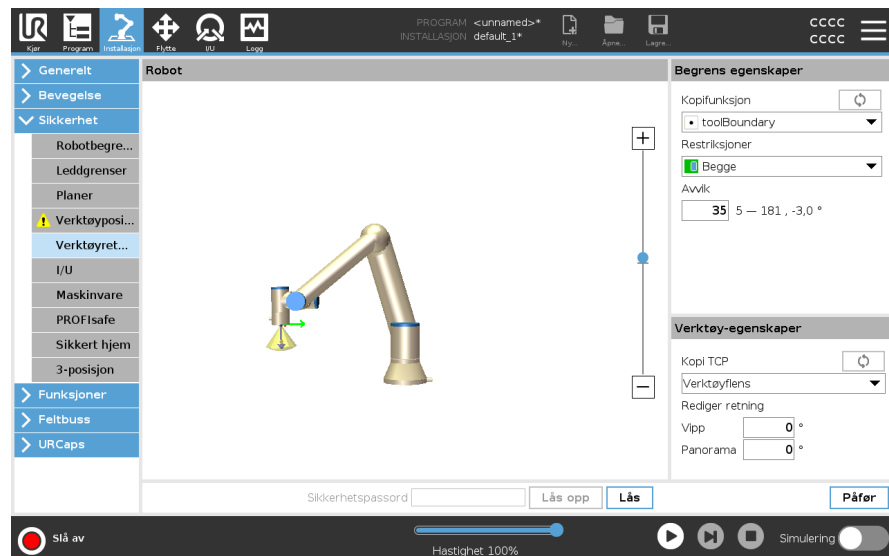 PROGRAM <unnamed>*
INSTALLASJON default_1*
CCCC
CCCC
Kjør Program Installasjon Flytte I/U Logg Ny... Åpne... Lagre...
Generelt
Bevegelse
Sikkerhet
Robotbegre...
Leddgrenser
Planer
Verktøyposi...
Verktøyret...
I/U
Maskinvare
PROFIsafe
Sikkert hjem
3-posisjon
Funksjoner
Feltbuss
URCaps
Robot
Begrens egenskaper
Kopifunksjon
toolBoundary
Restriksjoner
Begge
Avvik
35 5 — 181 , -3,0 °
Verktøy-egenskaper
Kopi TCP
Verktøyflens
Rediger retning
Vipp 0 °
Panorama 0 °
Sikkerhetspassord Lås opp Lås Påfør
Slå av
Hastighet 100%
Simulering